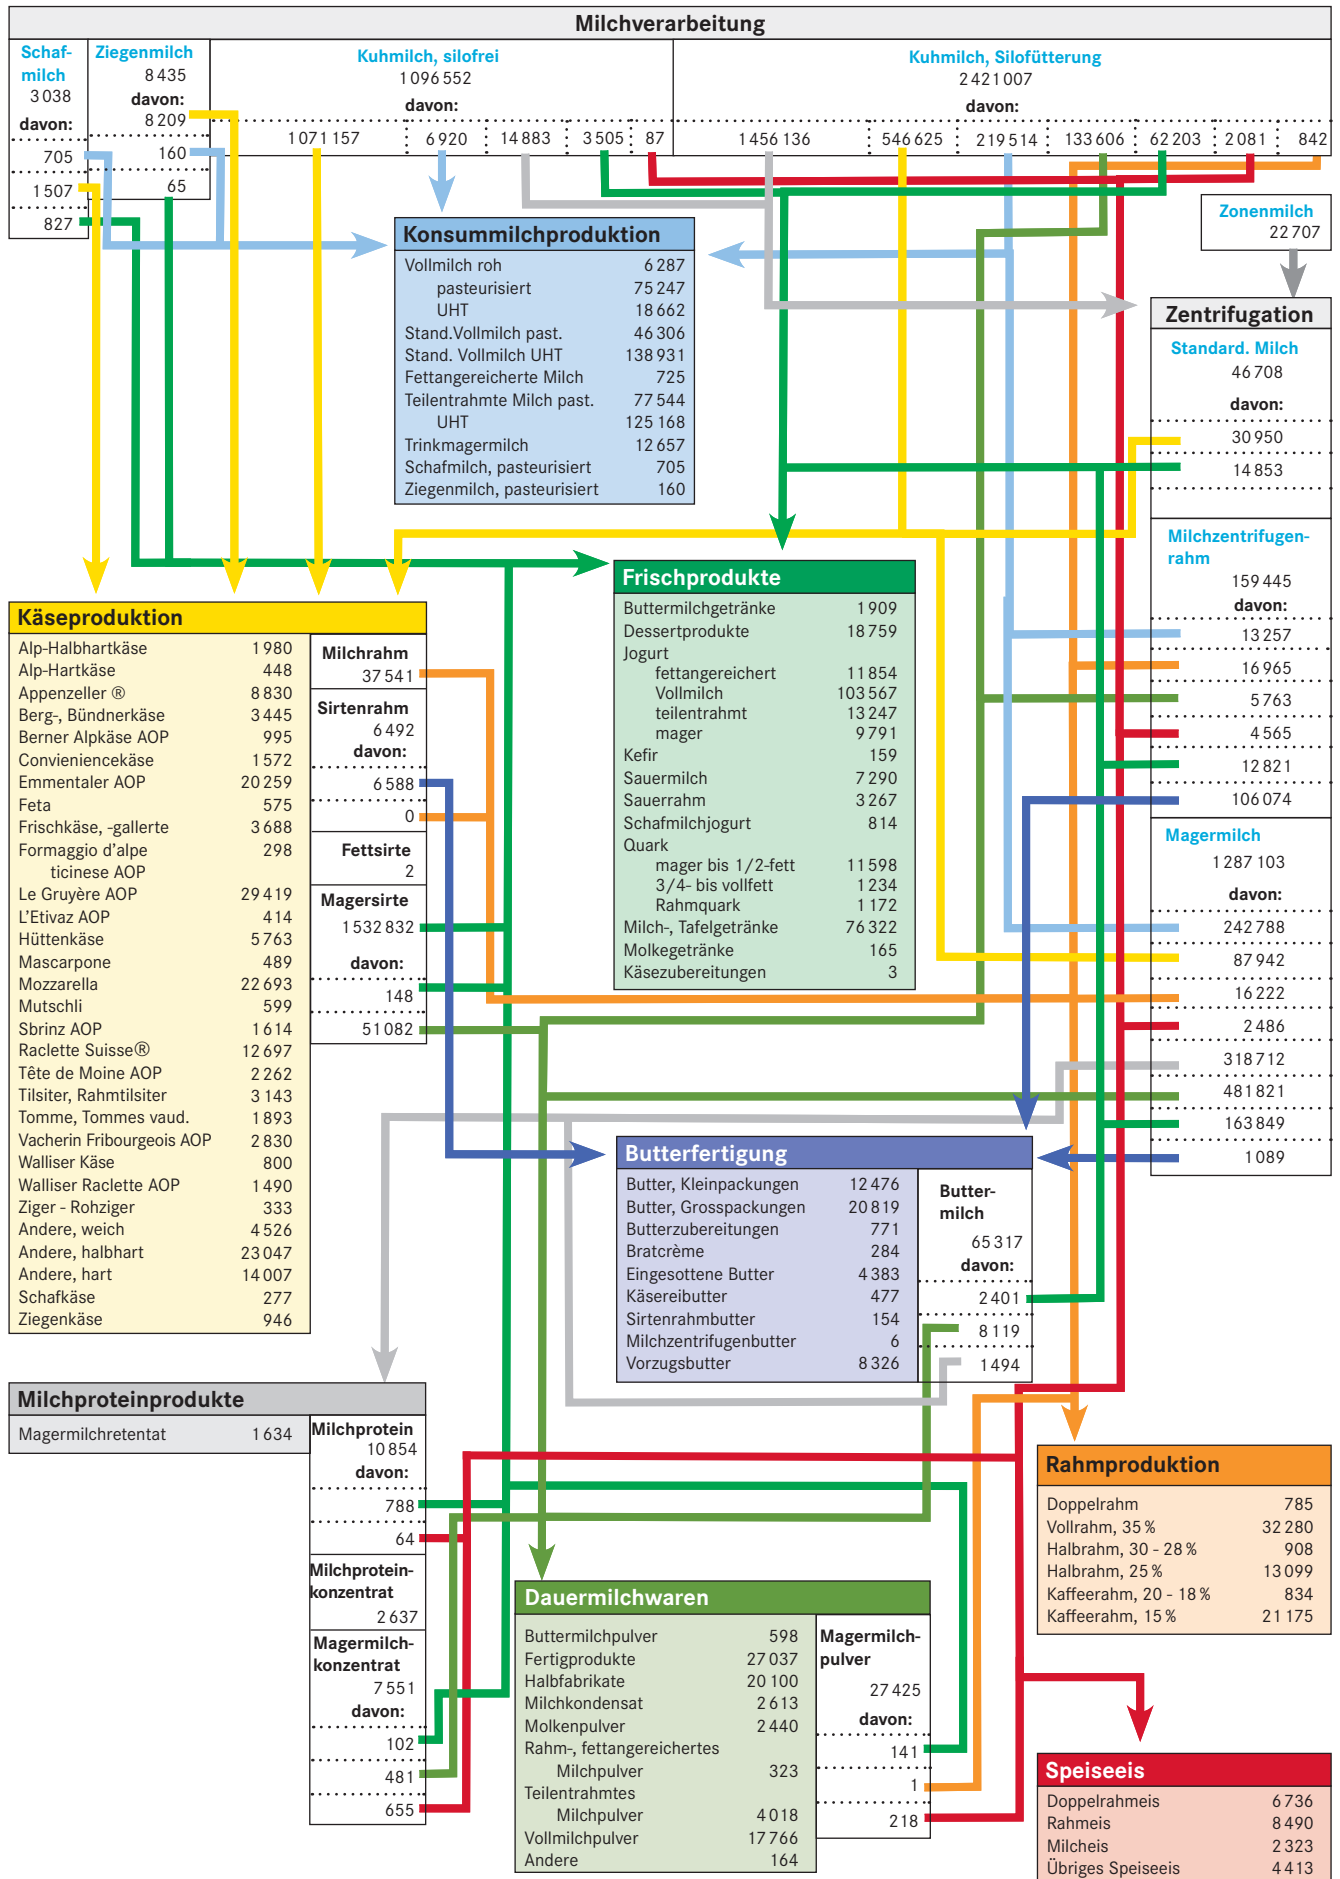 Milchverarbeitung
Schaf-
milch
3 038
davon:
705
1 507
827
Ziegenmilch
8 435
davon:
8 209
160
65
Kuhmilch, silofrei
1 096 552
davon:
1 071 157 6 920 14 883 3 505 87
Kuhmilch, Silofütterung
2 421 007
davon:
1 456 136 546 625 219 514 133 606 62 203 2 081 842
Zonenmilch
22 707
Konsummilchproduktion
Vollmilch roh 6 287
pasteurisiert 75 247
UHT 18 662
Stand.Vollmilch past. 46 306
Stand. Vollmilch UHT 138 931
Fettangereicherte Milch 725
Teilentrahmte Milch past. 77 544
UHT 125 168
Trinkmagermilch 12 657
Schafmilch, pasteurisiert 705
Ziegenmilch, pasteurisiert 160
Zentrifugation
Standard. Milch
46 708
davon:
30 950
14 853
Milchzentrifugen-
rahm
159 445
davon:
13 257
16 965
5 763
4 565
12 821
106 074
Magermilch
1 287 103
davon:
242 788
87 942
16 222
2 486
318 712
481 821
163 849
1 089
Frischprodukte
Buttermilchgetränke 1 909
Dessertprodukte 18 759
Jogurt
fettangereichert 11 854
Vollmilch 103 567
teilentrahmt 13 247
mager 9 791
Kefir 159
Sauermilch 7 290
Sauerrahm 3 267
Schafmilchjogurt 814
Quark
mager bis 1/2-fett 11 598
3/4- bis vollfett 1 234
Rahmquark 1 172
Milch-, Tafelgetränke 76 322
Molkegetränke 165
Käsezubereitungen 3
Käseproduktion
Alp-Halbhartkäse 1 980
Alp-Hartkäse 448
Appenzeller ® 8 830
Berg-, Bündnerkäse 3 445
Berner Alpkäse AOP 995
Convieniencekäse 1 572
Emmentaler AOP 20 259
Feta 575
Frischkäse, -gallerte 3 688
Formaggio d'alpe 298
ticinese AOP
Le Gruyère AOP 29 419
L'Etivaz AOP 414
Hüttenkäse 5 763
Mascarpone 489
Mozzarella 22 693
Mutschli 599
Sbrinz AOP 1 614
Raclette Suisse® 12 697
Tête de Moine AOP 2 262
Tilsiter, Rahmtilsiter 3 143
Tomme, Tommes vaud. 1 893
Vacherin Fribourgeois AOP 2 830
Walliser Käse 800
Walliser Raclette AOP 1 490
Ziger - Rohziger 333
Andere, weich 4 526
Andere, halbhart 23 047
Andere, hart 14 007
Schafkäse 277
Ziegenkäse 946
Milchrahm
37 541
Sirtenrahm
6 492
davon:
6 588
0
Fettsirte
2
Magersirte
1 532 832
davon:
148
51 082
Butterfertigung
Butter, Kleinpackungen 12 476
Butter, Grosspackungen 20 819
Butterzubereitungen 771
Bratcrème 284
Eingesottene Butter 4 383
Käsereibutter 477
Sirtenrahmbutter 154
Milchzentrifugenbutter 6
Vorzugsbutter 8 326
Butter-
milch
65 317
davon:
2 401
8 119
1 494
Milchproteinprodukte
Magermilchretentat 1 634
Milchprotein
10 854
davon:
788
64
Milchprotein-
konzentrat
2 637
Magermilch-
konzentrat
7 551
davon:
102
481
655
Dauermilchwaren
Buttermilchpulver 598
Fertigprodukte 27 037
Halbfabrikate 20 100
Milchkondensat 2 613
Molkenpulver 2 440
Rahm-, fettangereichertes
Milchpulver 323
Teilentrahmtes
Milchpulver 4 018
Vollmilchpulver 17 766
Andere 164
Magermilch-
pulver
27 425
davon:
141
1
218
Rahmproduktion
Doppelrahm 785
Vollrahm, 35 % 32 280
Halbrahm, 30 - 28 % 908
Halbrahm, 25 % 13 099
Kaffeerahm, 20 - 18 % 834
Kaffeerahm, 15 % 21 175
Speiseeis
Doppelrahmeis 6 736
Rahmeis 8 490
Milcheis 2 323
Übriges Speiseeis 4 413